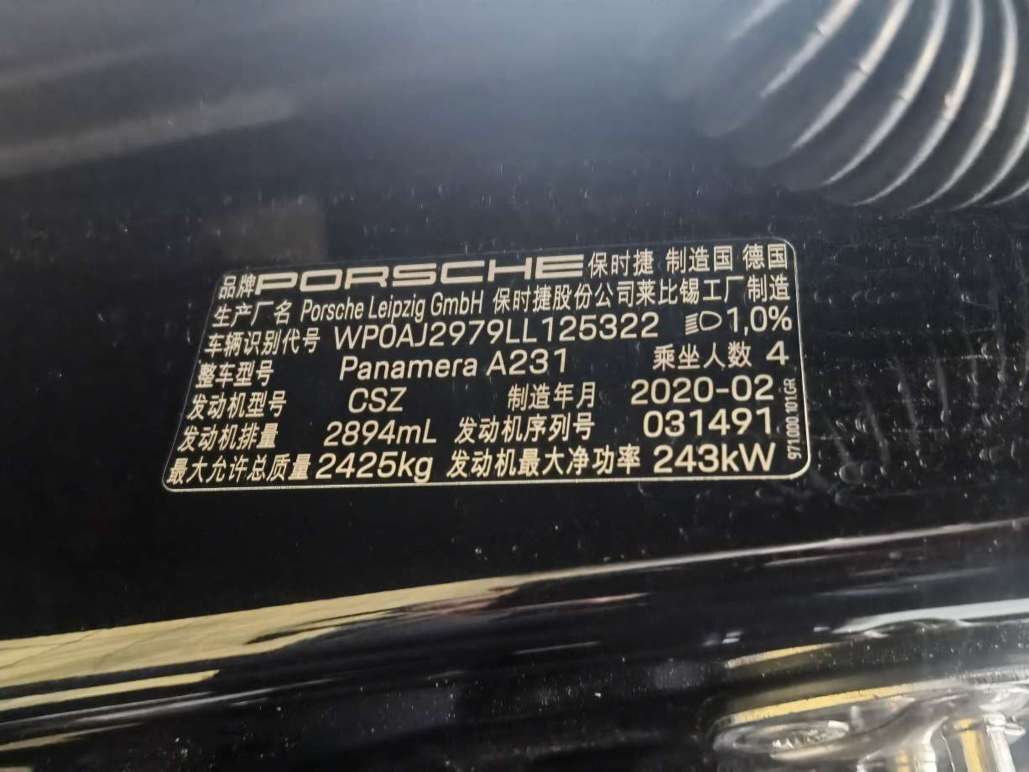 品牌 PORSCHE 保时捷 制造国 德国
生产厂名 Porsche Leipzig GmbH 保时捷股份公司莱比锡工厂制造
车辆识别代号 WP0AJ2979LL125322 1,0%
整车型号 Panamera A231 乘坐人数 4
发动机型号 CSZ 制造年月 2020-02
发动机排量 2894mL 发动机序列号 031491
最大允许总质量 2425kg 发动机最大净功率 243kW
971.000.101.GR